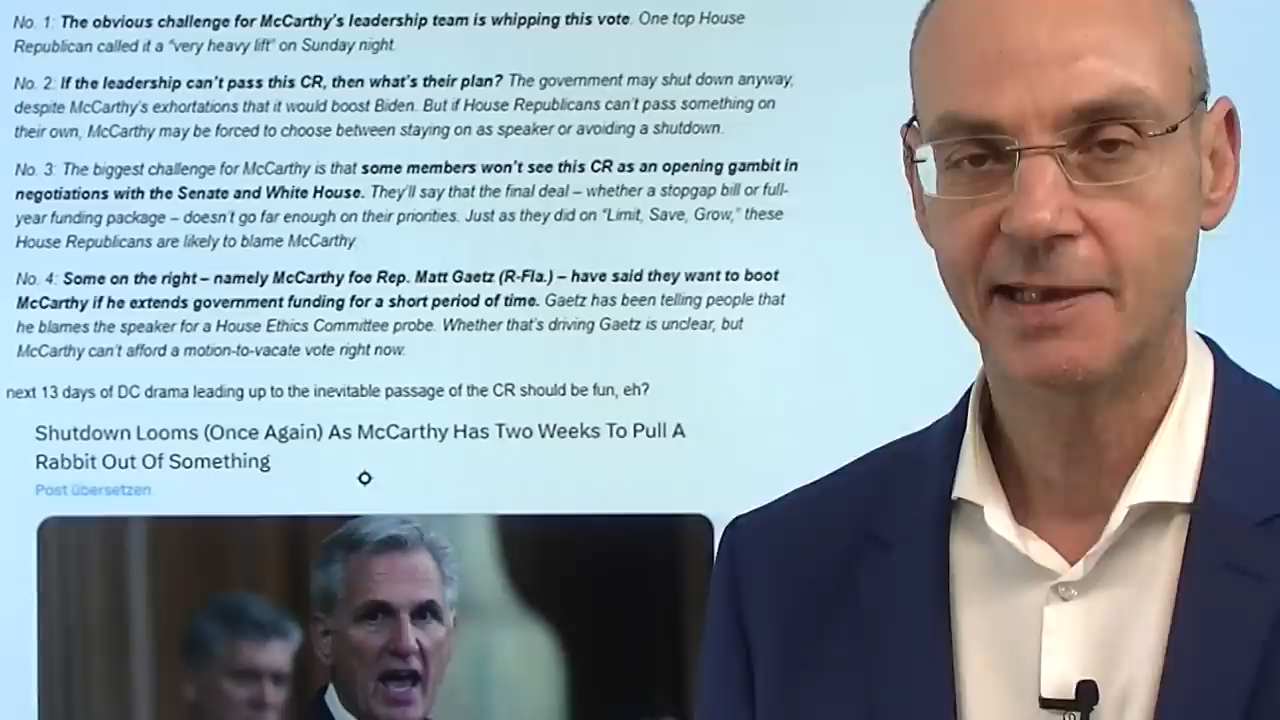 No. 1: The obvious challenge for McCarthy's leadership team is whipping this vote. One top House
Republican called it a "very heavy lift" on Sunday night.
No. 2: If the leadership can't pass this CR, then what's their plan? The government may shut down anyway,
despite McCarthy's exhortations that it would boost Biden. But if House Republicans can't pass something on
their own, McCarthy may be forced to choose between staying on as speaker or avoiding a shutdown.
No. 3: The biggest challenge for McCarthy is that some members won't see this CR as an opening gambit in
negotiations with the Senate and White House. They'll say that the final deal – whether a stopgap bill or full-
year funding package – doesn't go far enough on their priorities. Just as they did on "Limit, Save, Grow," these
House Republicans are likely to blame McCarthy.
No. 4: Some on the right – namely McCarthy foe Rep. Matt Gaetz (R-Fla.) – have said they want to boot
McCarthy if he extends government funding for a short period of time. Gaetz has been telling people that
he blames the speaker for a House Ethics Committee probe. Whether that's driving Gaetz is unclear, but
McCarthy can't afford a motion-to-vacate vote right now.
next 13 days of DC drama leading up to the inevitable passage of the CR should be fun, eh?
Shutdown Looms (Once Again) As McCarthy Has Two Weeks To Pull A
Rabbit Out Of Something
Post übersetzen